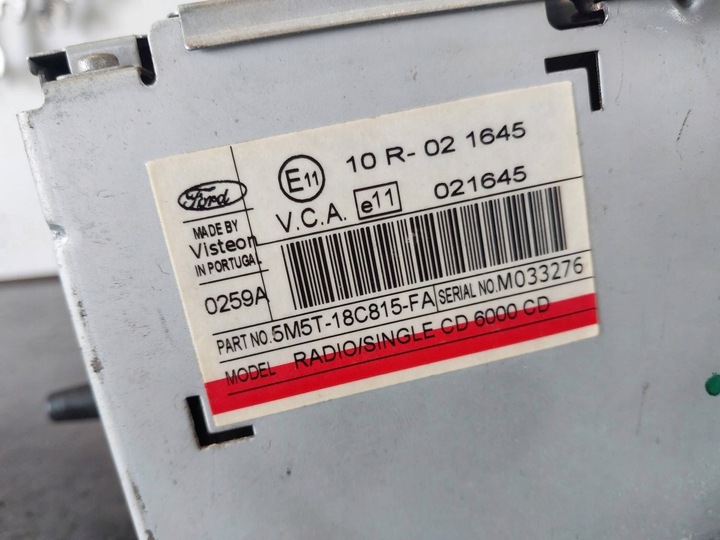 Ford
E11 10 R- 02 1645
V.C.A. e11 021645
MADE BY
Visteon
IN PORTUGAL
0259A
PART NO. 5M5T-18C815-FA SERIAL NO. M033276
MODEL RADIO/SINGLE CD 6000 CD